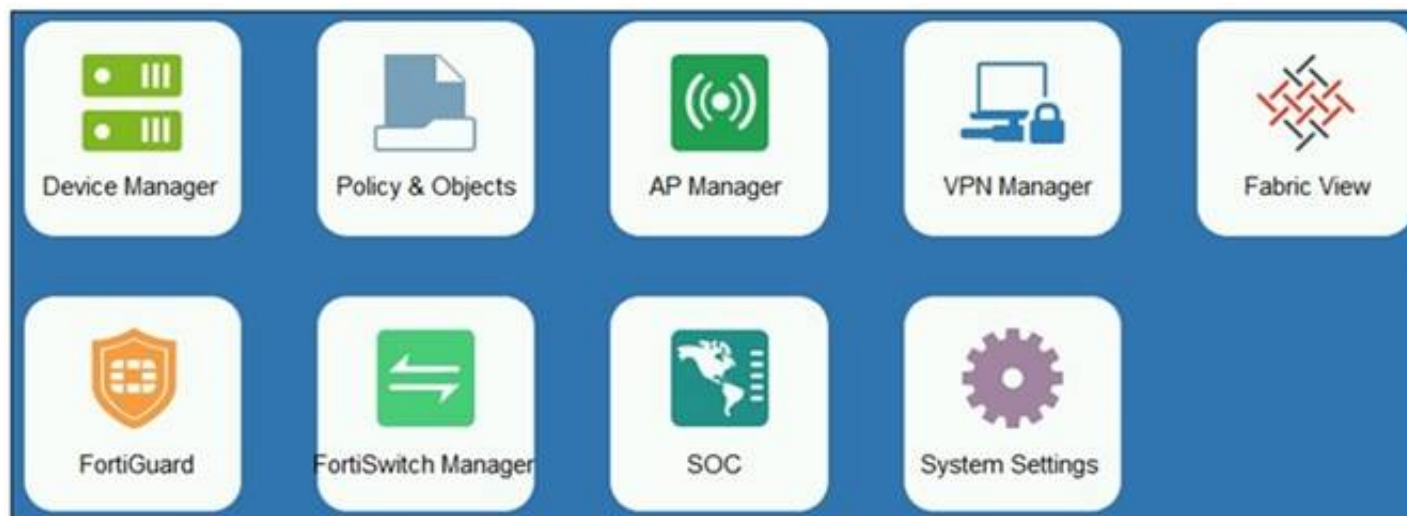 Device Manager
Policy & Objects
AP Manager
VPN Manager
Fabric View
FortiGuard
FortiSwitch Manager
SOC
System Settings